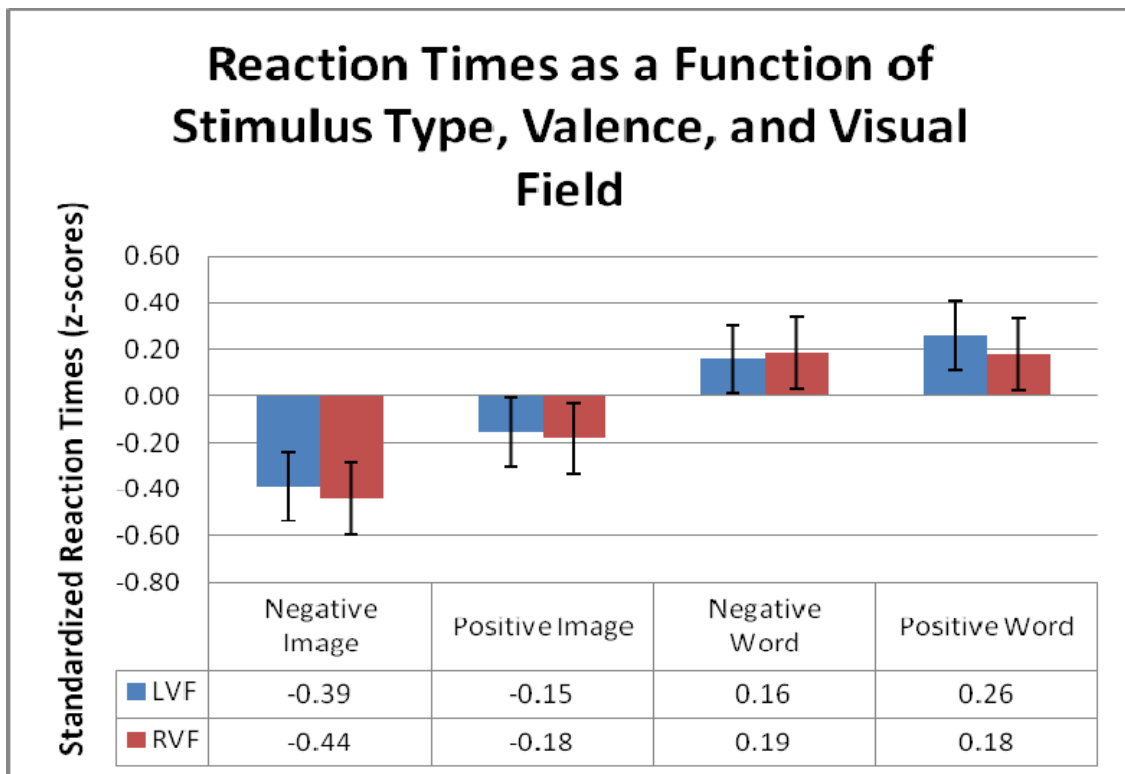 Reaction Times as a Function of
Stimulus Type, Valence, and Visual
Field
Standardized Reaction Times (z-scores)
0.60
0.40
0.20
0.00
-0.20
-0.40
-0.60
-0.80
Negative
Image
Positive Image
Negative
Word
Positive Word
LVF -0.39 -0.15 0.16 0.26
RVF -0.44 -0.18 0.19 0.18